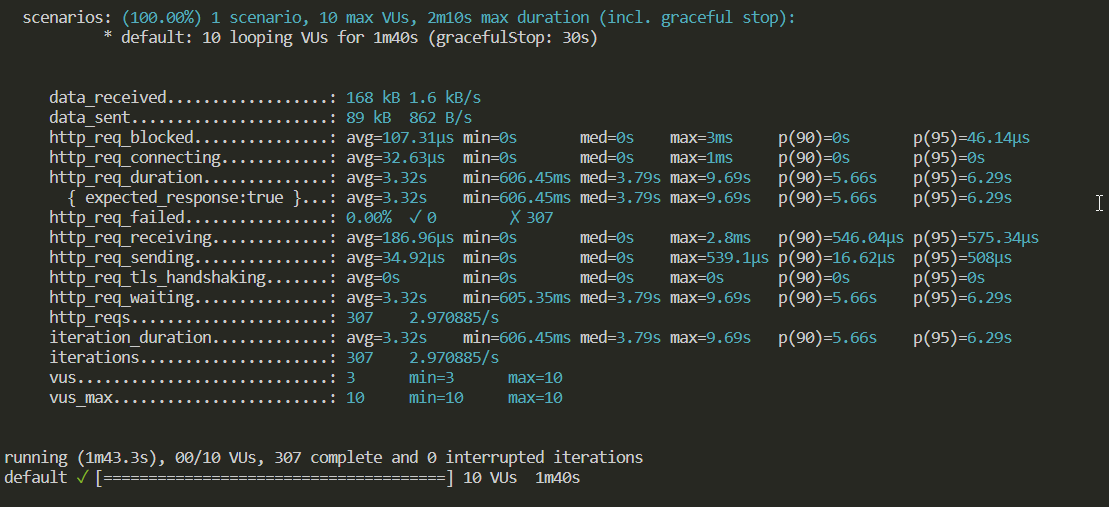 scenarios: (100.00%) 1 scenario, 10 max VUs, 2m10s max duration (incl. graceful stop):
* default: 10 looping VUs for 1m40s (gracefulStop: 30s)
data_received..................: 168 kB 1.6 kB/s
data_sent......................: 89 kB 862 B/s
http_req_blocked...............: avg=107.31µs min=0s med=0s max=3ms p(90)=0s p(95)=46.14µs
http_req_connecting............: avg=32.63µs min=0s med=0s max=1ms p(90)=0s p(95)=0s
http_req_duration..............: avg=3.32s min=606.45ms med=3.79s max=9.69s p(90)=5.66s p(95)=6.29s
{ expected_response:true }...: avg=3.32s min=606.45ms med=3.79s max=9.69s p(90)=5.66s p(95)=6.29s
http_req_failed................: 0.00% ✓ 0 ✗ 307
http_req_receiving.............: avg=186.96µs min=0s med=0s max=2.8ms p(90)=546.04µs p(95)=575.34µs
http_req_sending...............: avg=34.92µs min=0s med=0s max=539.1µs p(90)=16.62µs p(95)=508µs
http_req_tls_handshaking.......: avg=0s min=0s med=0s max=0s p(90)=0s p(95)=0s
http_req_waiting...............: avg=3.32s min=605.35ms med=3.79s max=9.69s p(90)=5.66s p(95)=6.29s
http_reqs......................: 307 2.970885/s
iteration_duration.............: avg=3.32s min=606.45ms med=3.79s max=9.69s p(90)=5.66s p(95)=6.29s
iterations.....................: 307 2.970885/s
vus............................: 3 min=3 max=10
vus_max........................: 10 min=10 max=10
running (1m43.3s), 00/10 VUs, 307 complete and 0 interrupted iterations
default ✓ [======================================] 10 VUs 1m40s